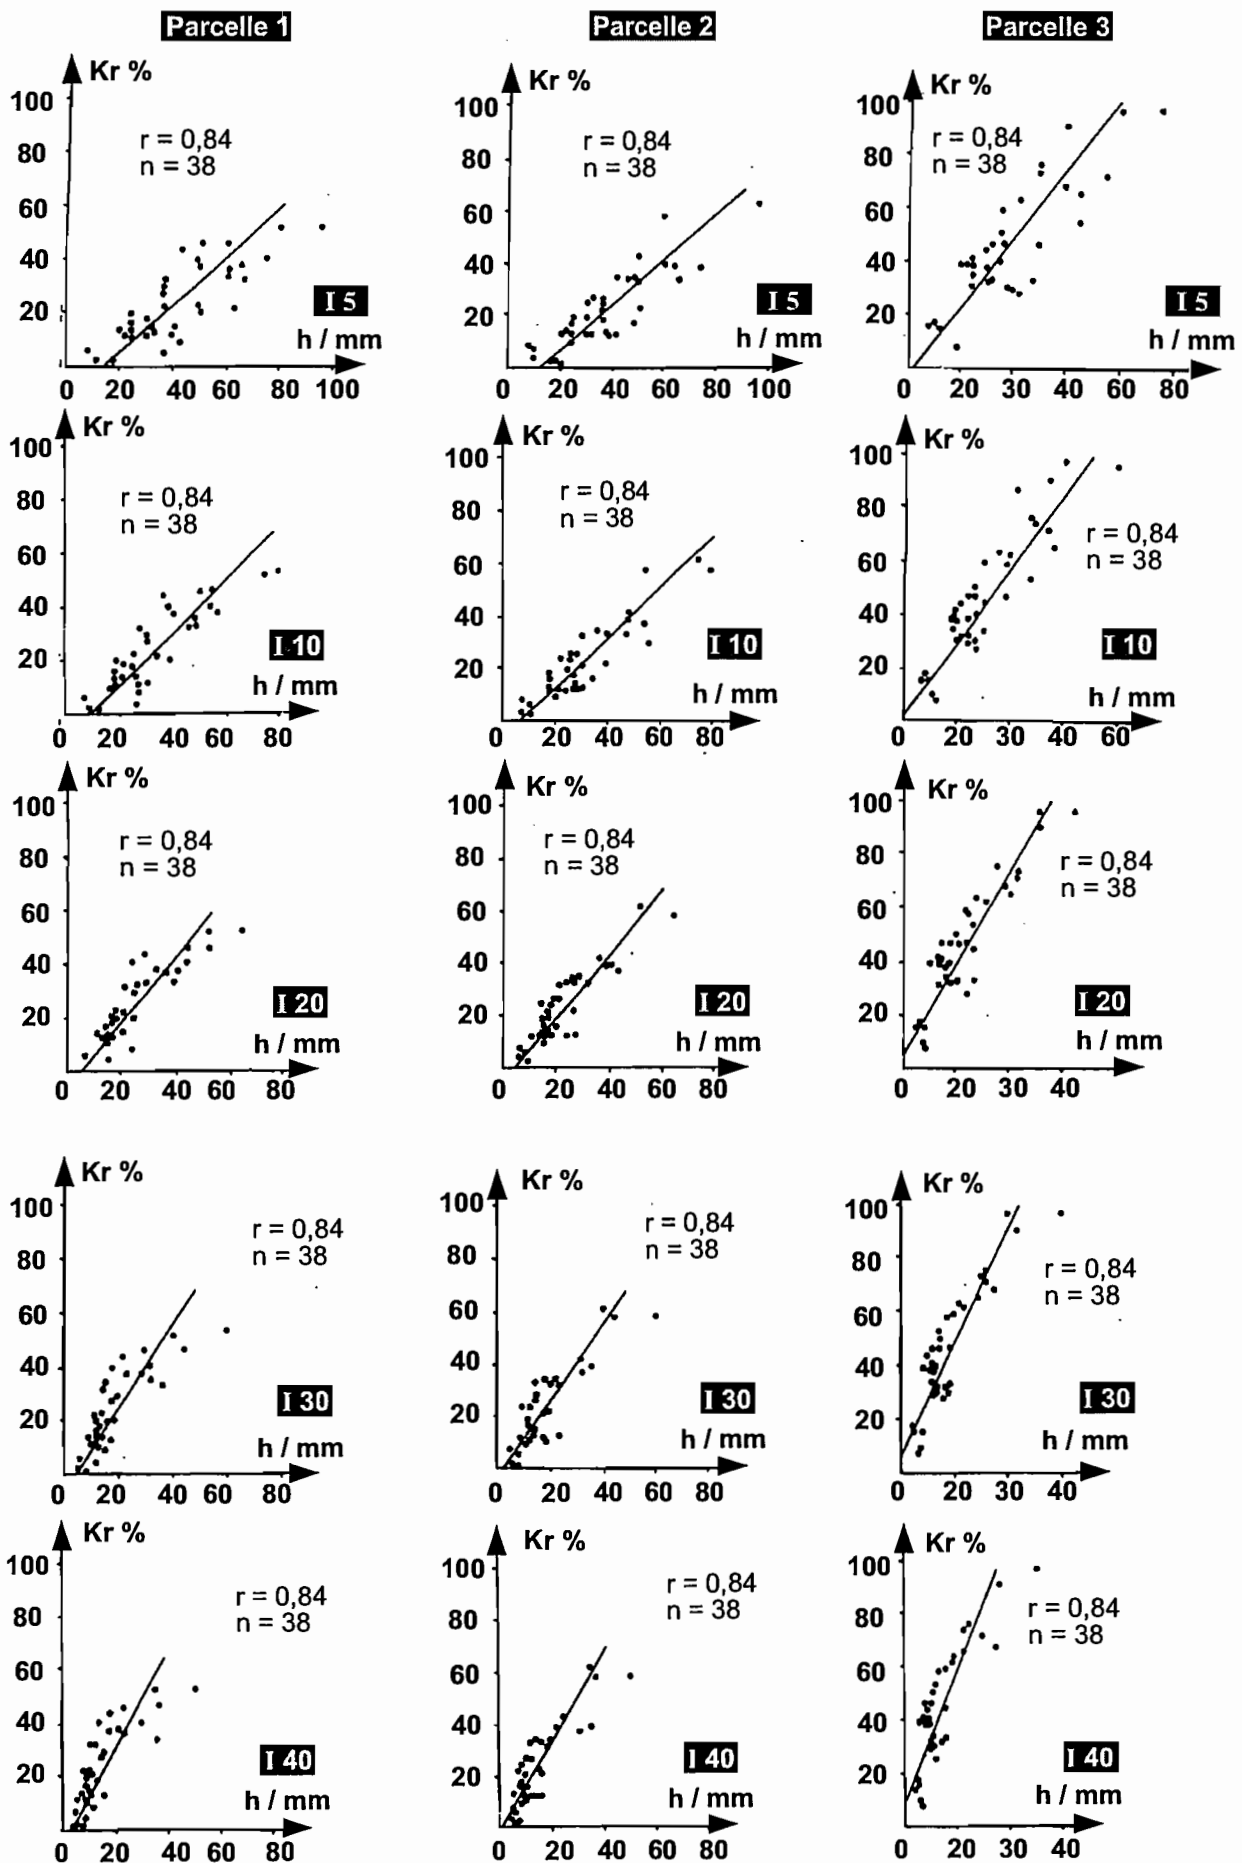 Parcelle 1
Parcelle 2
Parcelle 3
Kr %
100
80
60
40
20
r = 0,84
n = 38
I 5
h / mm
0 20 40 60 80 100
Kr %
100
80
60
40
20
r = 0,84
n = 38
I 5
h / mm
0 20 40 60 80 100
Kr %
100
80
60
40
20
r = 0,84
n = 38
I 5
h / mm
0 20 30 40 60 80
Kr %
100
80
60
40
20
r = 0,84
n = 38
I 10
h / mm
0 20 40 60 80
Kr %
100
80
60
40
20
r = 0,84
n = 38
I 10
h / mm
0 20 40 60 80
Kr %
100
80
60
40
20
r = 0,84
n = 38
I 10
h / mm
0 20 30 40 60
Kr %
100
80
60
40
20
r = 0,84
n = 38
I 20
h / mm
0 20 40 60 80
Kr %
100
80
60
40
20
r = 0,84
n = 38
I 20
h / mm
0 20 40 60 80
Kr %
100
80
60
40
20
r = 0,84
n = 38
I 20
h / mm
0 20 30 40
Kr %
100
80
60
40
20
r = 0,84
n = 38
I 30
h / mm
0 20 40 60 80
Kr %
100
80
60
40
20
r = 0,84
n = 38
I 30
h / mm
0 20 40 60 80
Kr %
100
80
60
40
20
r = 0,84
n = 38
I 30
h / mm
0 20 30 40
Kr %
100
80
60
40
20
r = 0,84
n = 38
I 40
h / mm
0 20 40 60 80
Kr %
100
80
60
40
20
r = 0,84
n = 38
I 40
h / mm
0 20 40 60 80
Kr %
100
80
60
40
20
r = 0,84
n = 38
I 40
h / mm
0 20 30 40